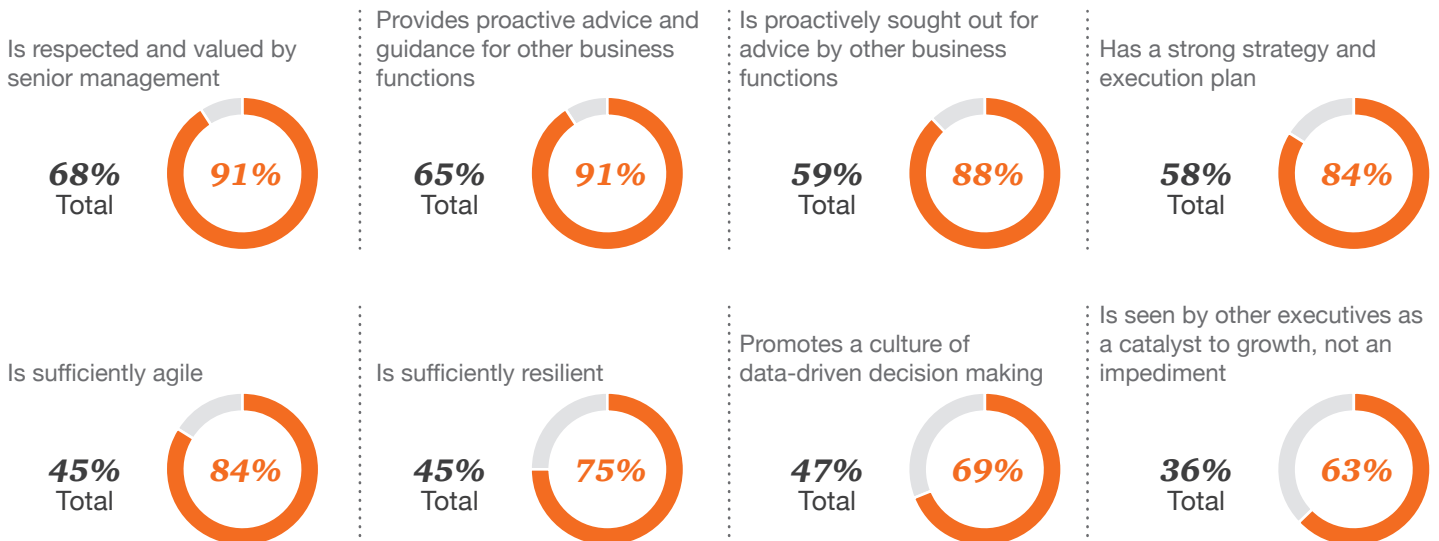 Is respected and valued by
senior management
68%
Total
91%
Provides proactive advice and
guidance for other business
functions
65%
Total
91%
Is proactively sought out for
advice by other business
functions
59%
Total
88%
Has a strong strategy and
execution plan
58%
Total
84%
Is sufficiently agile
45%
Total
84%
Is sufficiently resilient
45%
Total
75%
Promotes a culture of
data-driven decision making
47%
Total
69%
Is seen by other executives as
a catalyst to growth, not an
impediment
36%
Total
63%